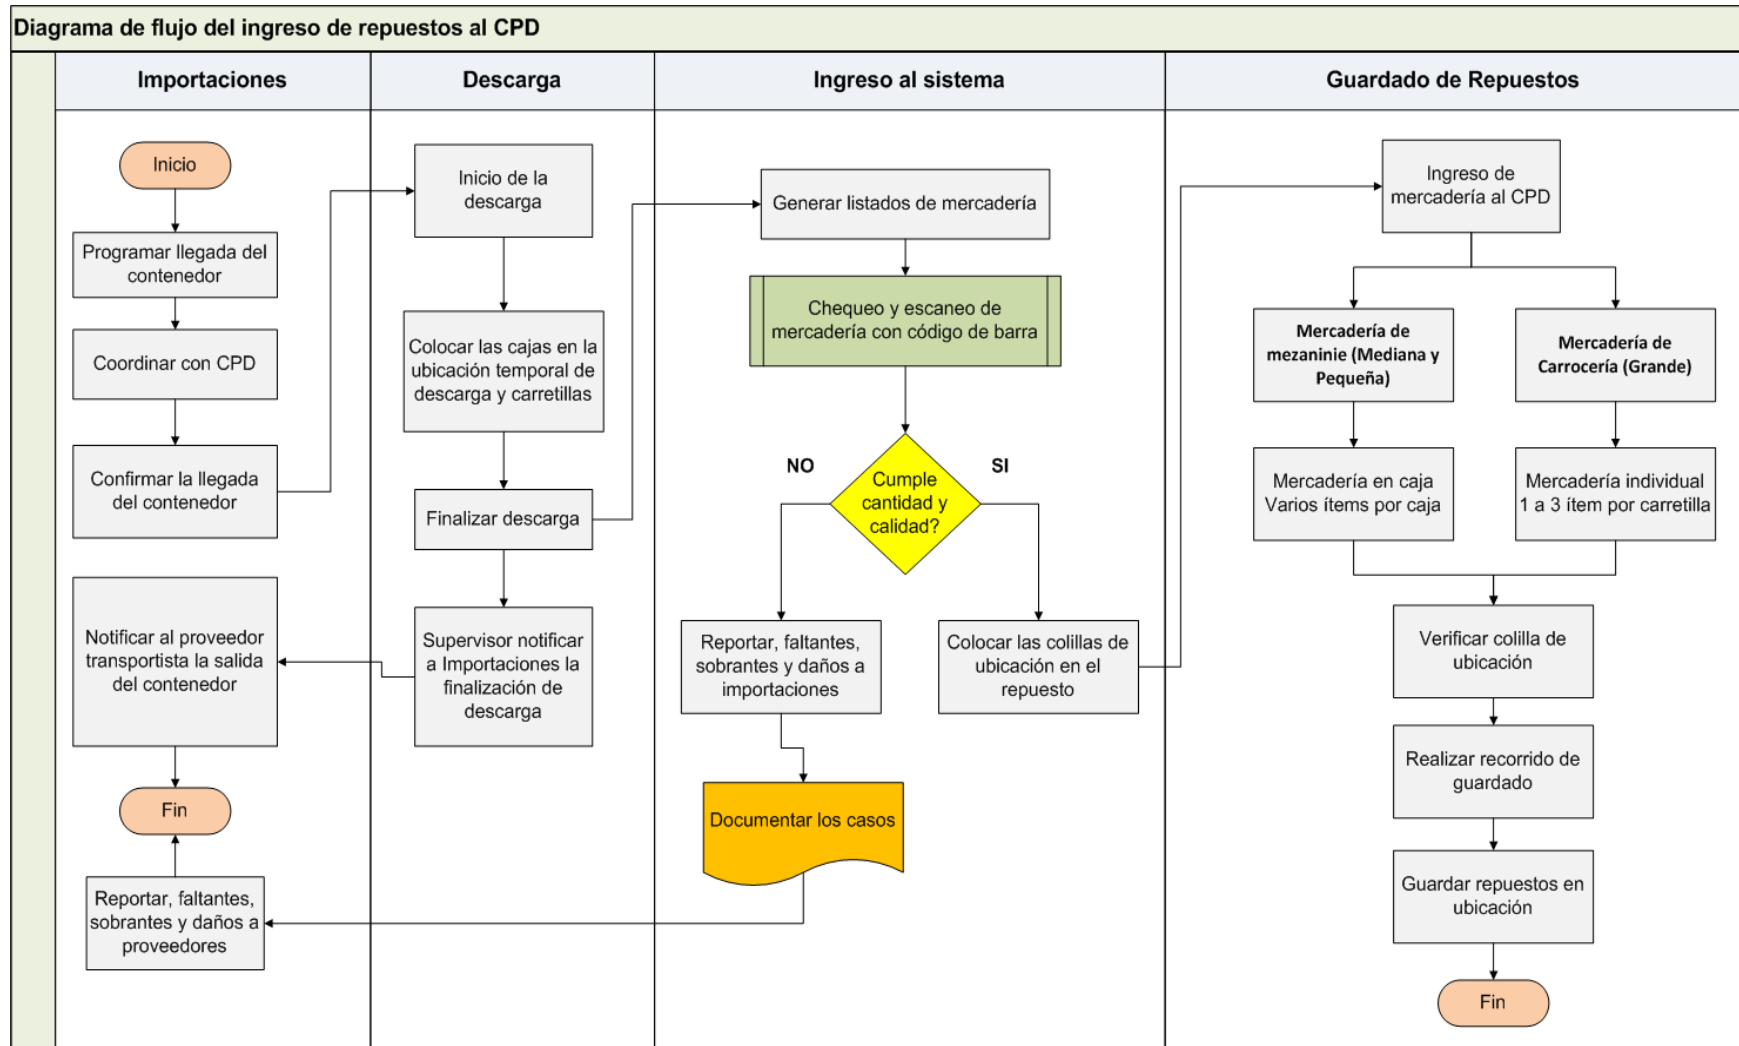 Diagrama de flujo del ingreso de repuestos al CPD
Importaciones
Descarga
Ingreso al sistema
Guardado de Repuestos
Inicio
Programar llegada del
contenedor
Coordinar con CPD
Confirmar la llegada
del contenedor
Notificar al proveedor
transportista la salida
del contenedor
Fin
Reportar, faltantes,
sobrantes y daños a
proveedores
Inicio de la
descarga
Colocar las cajas en la
ubicación temporal de
descarga y carretillas
Finalizar descarga
Supervisor notificar
a Importaciones la
finalización de
descarga
Generar listados de mercadería
Chequeo y escaneo de
mercadería con código de barra
NO
SI
Cumple
cantidad y
calidad?
Reportar, faltantes,
sobrantes y daños a
importaciones
Colocar las colillas de
ubicación en el
repuesto
Documentar los casos
Ingreso de
mercadería al CPD
Mercadería de
mezaninie (Mediana y
Pequeña)
Mercadería de
Carrocería (Grande)
Mercadería en caja
Varios ítems por caja
Mercadería individual
1 a 3 ítem por carretilla
Verificar colilla de
ubicación
Realizar recorrido de
guardado
Guardar repuestos en
ubicación
Fin